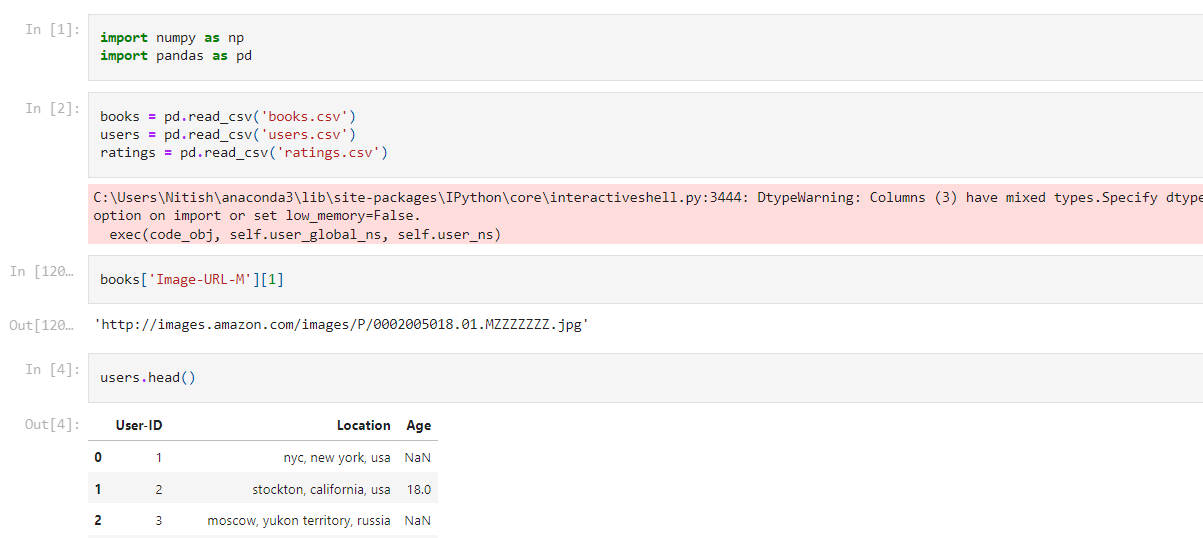 In [1]:
import numpy as np
import pandas as pd
In [2]:
books = pd.read_csv('books.csv')
users = pd.read_csv('users.csv')
ratings = pd.read_csv('ratings.csv')
C:\Users\Nitish\anaconda3\lib\site-packages\IPython\core\interactiveshell.py:3444: DtypeWarning: Columns (3) have mixed types.Specify dtype
option on import or set low_memory=False.
exec(code_obj, self.user_global_ns, self.user_ns)
In [120…
books['Image-URL-M'][1]
Out[120…
'http://images.amazon.com/images/P/0002005018.01.MZZZZZZZ.jpg'
In [4]:
users.head()
Out[4]:
User-ID Location Age
0 1 nyc, new york, usa NaN
1 2 stockton, california, usa 18.0
2 3 moscow, yukon territory, russia NaN